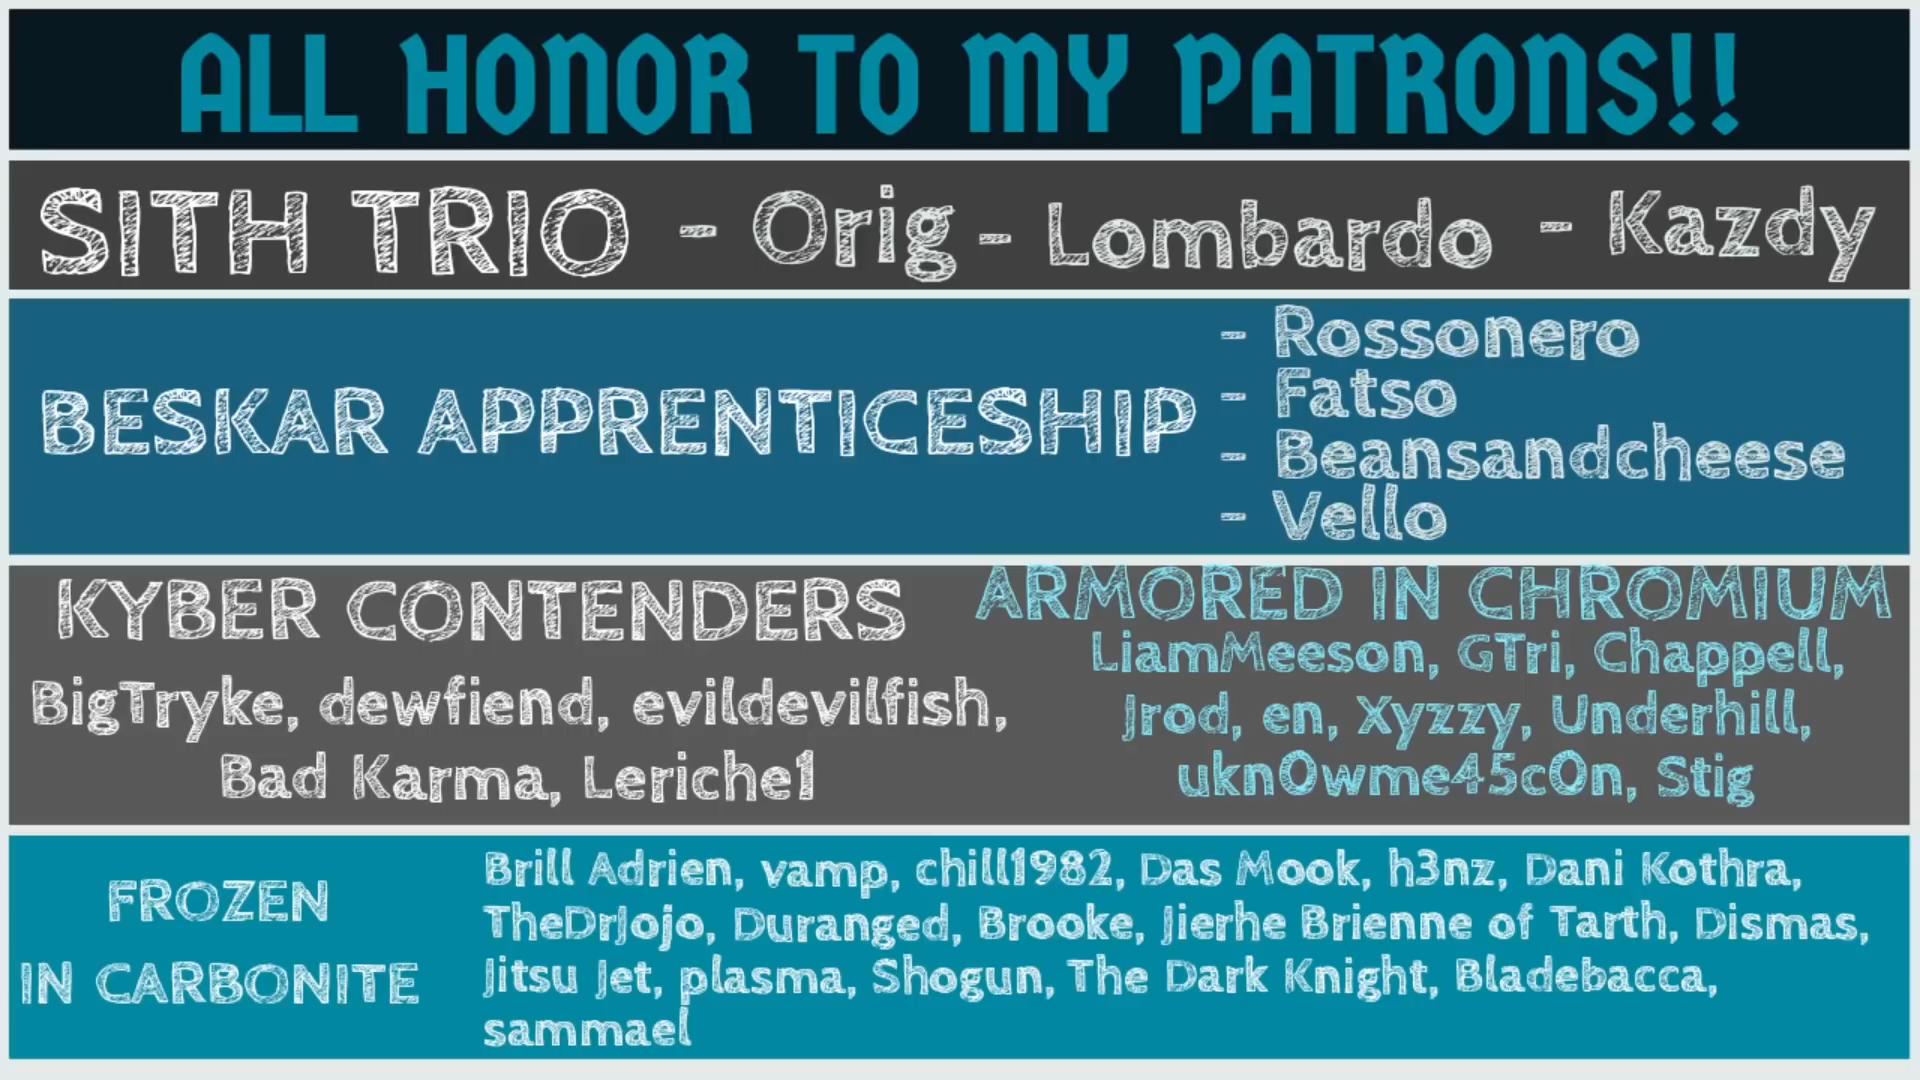 ALL HONOR TO MY PATRONS!!
SITH TRIO - Orig - Lombardo - Kazdy
BESKAR APPRENTICESHIP
- Rossonero
- Fatso
- Beansandcheese
- Vello
KYBER CONTENDERS
BigTryke, dewfiend, evildevilfish,
Bad Karma, Leriche1
ARMORED IN CHROMIUM
LiamMeeson, GTri, Chappell,
Jrod, en, Xyzzy, Underhill,
ukn0wme45c0n, Stig
FROZEN
IN CARBONITE
Brill Adrien, vamp, chill1982, Das Mook, h3nz, Dani Kothra,
TheDrJojo, Duranged, Brooke, Jierhe Brienne of Tarth, Dismas,
Jitsu Jet, plasma, Shogun, The Dark Knight, Bladebacca,
sammael